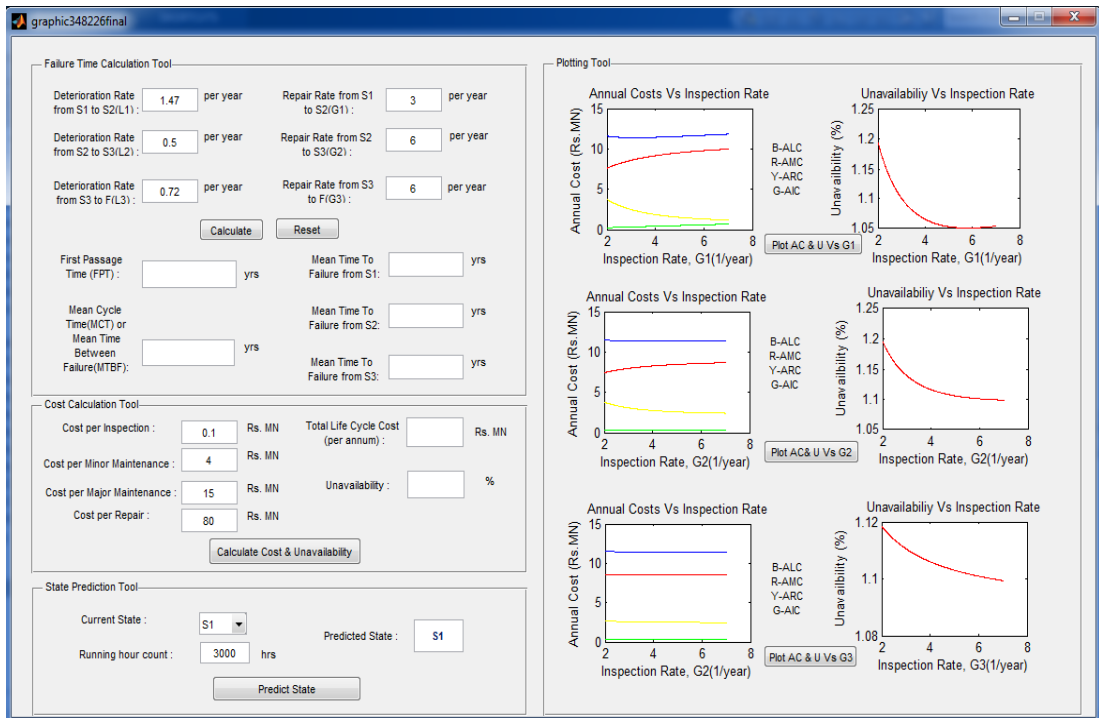 graphic348226final
Failure Time Calculation Tool
Deterioration Rate
from S1 to S2(L1) :
1.47
per year
Repair Rate from S1
to S2(G1) :
3
per year
Deterioration Rate
from S2 to S3(L2) :
0.5
per year
Repair Rate from S2
to S3(G2) :
6
per year
Deterioration Rate
from S3 to F(L3) :
0.72
per year
Repair Rate from S3
to F(G3) :
6
per year
Calculate
Reset
First Passage
Time (FPT) :
yrs
Mean Time To
Failure from S1:
yrs
Mean Cycle
Time(MCT) or
Mean Time
Between
Failure(MTBF):
yrs
Mean Time To
Failure from S2:
yrs
Mean Time To
Failure from S3:
yrs
Cost Calculation Tool
Cost per Inspection :
0.1
Rs. MN
Cost per Minor Maintenance :
4
Rs. MN
Cost per Major Maintenance :
15
Rs. MN
Cost per Repair :
80
Rs. MN
Total Life Cycle Cost
(per annum) :
Rs. MN
Unavailability :
%
Calculate Cost & Unavailability
State Prediction Tool
Current State :
S1
Running hour count :
3000
hrs
Predicted State :
S1
Predict State
Plotting Tool
Annual Costs Vs Inspection Rate
Annual Cost (Rs.MN)
15
10
5
0
2 4 6 8
Inspection Rate, G1(1/year)
B-ALC
R-AMC
Y-ARC
G-AIC
Plot AC & U Vs G1
Unavailabiliy Vs Inspection Rate
Unavailbility (%)
1.25
1.2
1.15
1.1
1.05
2 4 6 8
Inspection Rate, G1(1/year)
Annual Costs Vs Inspection Rate
Annual Cost (Rs.MN)
15
10
5
0
2 4 6 8
Inspection Rate, G2(1/year)
B-ALC
R-AMC
Y-ARC
G-AIC
Plot AC& U Vs G2
Unavailabiliy Vs Inspection Rate
Unavailbility (%)
1.25
1.2
1.15
1.1
1.05
2 4 6 8
Inspection Rate, G2(1/year)
Annual Costs Vs Inspection Rate
Annual Cost (Rs.MN)
15
10
5
0
2 4 6 8
Inspection Rate, G2(1/year)
B-ALC
R-AMC
Y-ARC
G-AIC
Plot AC & U Vs G3
Unavailabiliy Vs Inspection Rate
Unavailbility (%)
1.12
1.1
1.08
2 4 6 8
Inspection Rate, G3(1/year)